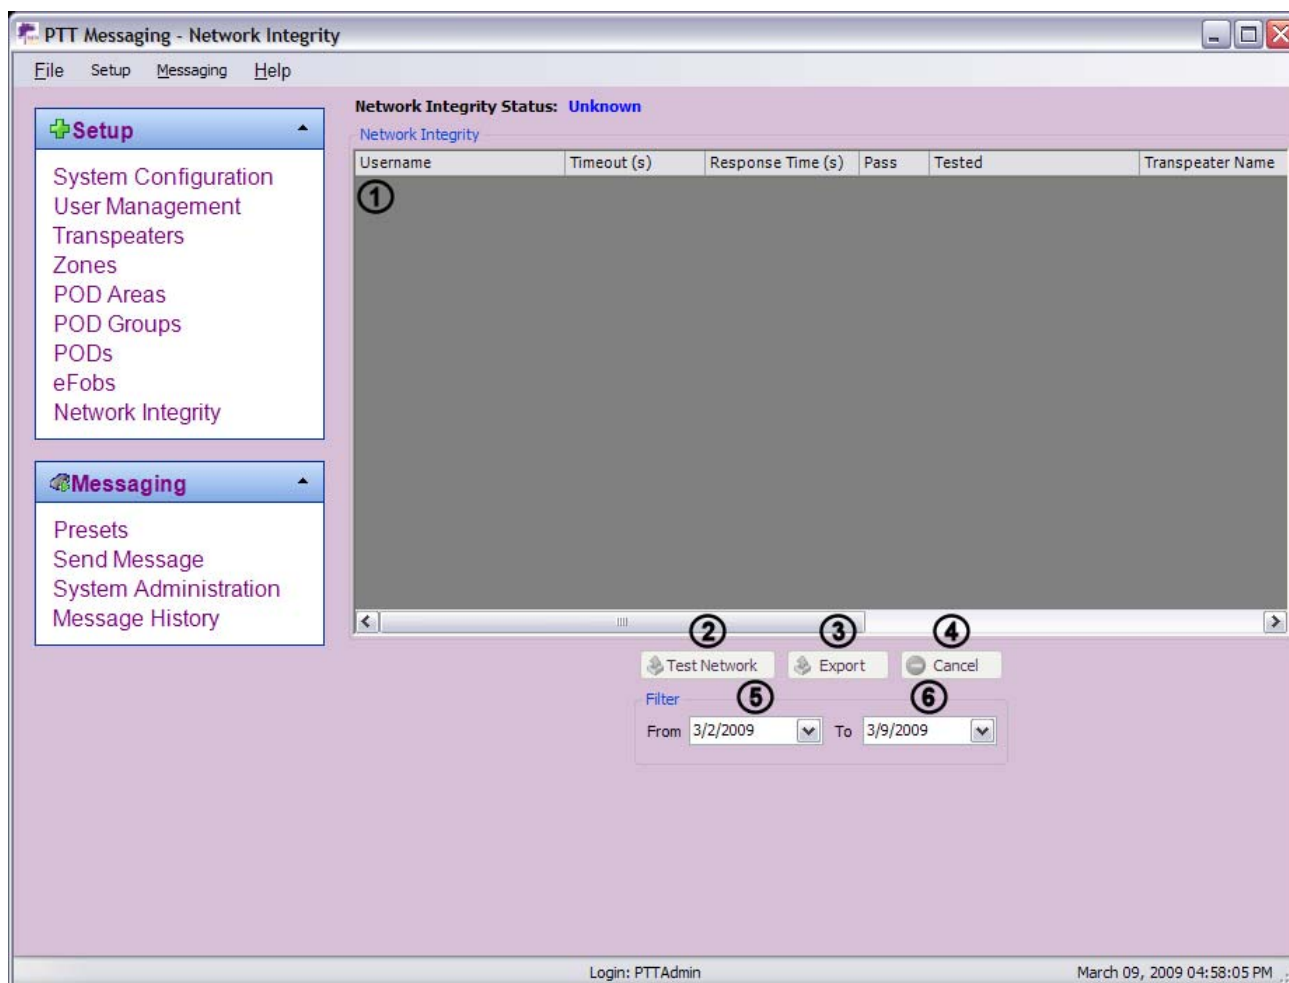 PTT Messaging - Network Integrity
File Setup Messaging Help
Setup
System Configuration
User Management
Transpeaters
Zones
POD Areas
POD Groups
PODs
eFobs
Network Integrity
Messaging
Presets
Send Message
System Administration
Message History
Network Integrity Status: Unknown
Network Integrity
Username Timeout (s) Response Time (s) Pass Tested Transpeater Name
1
2 3 4
Test Network Export Cancel
5 6
Filter
From 3/2/2009 To 3/9/2009
Login: PTTAdmin March 09, 2009 04:58:05 PM